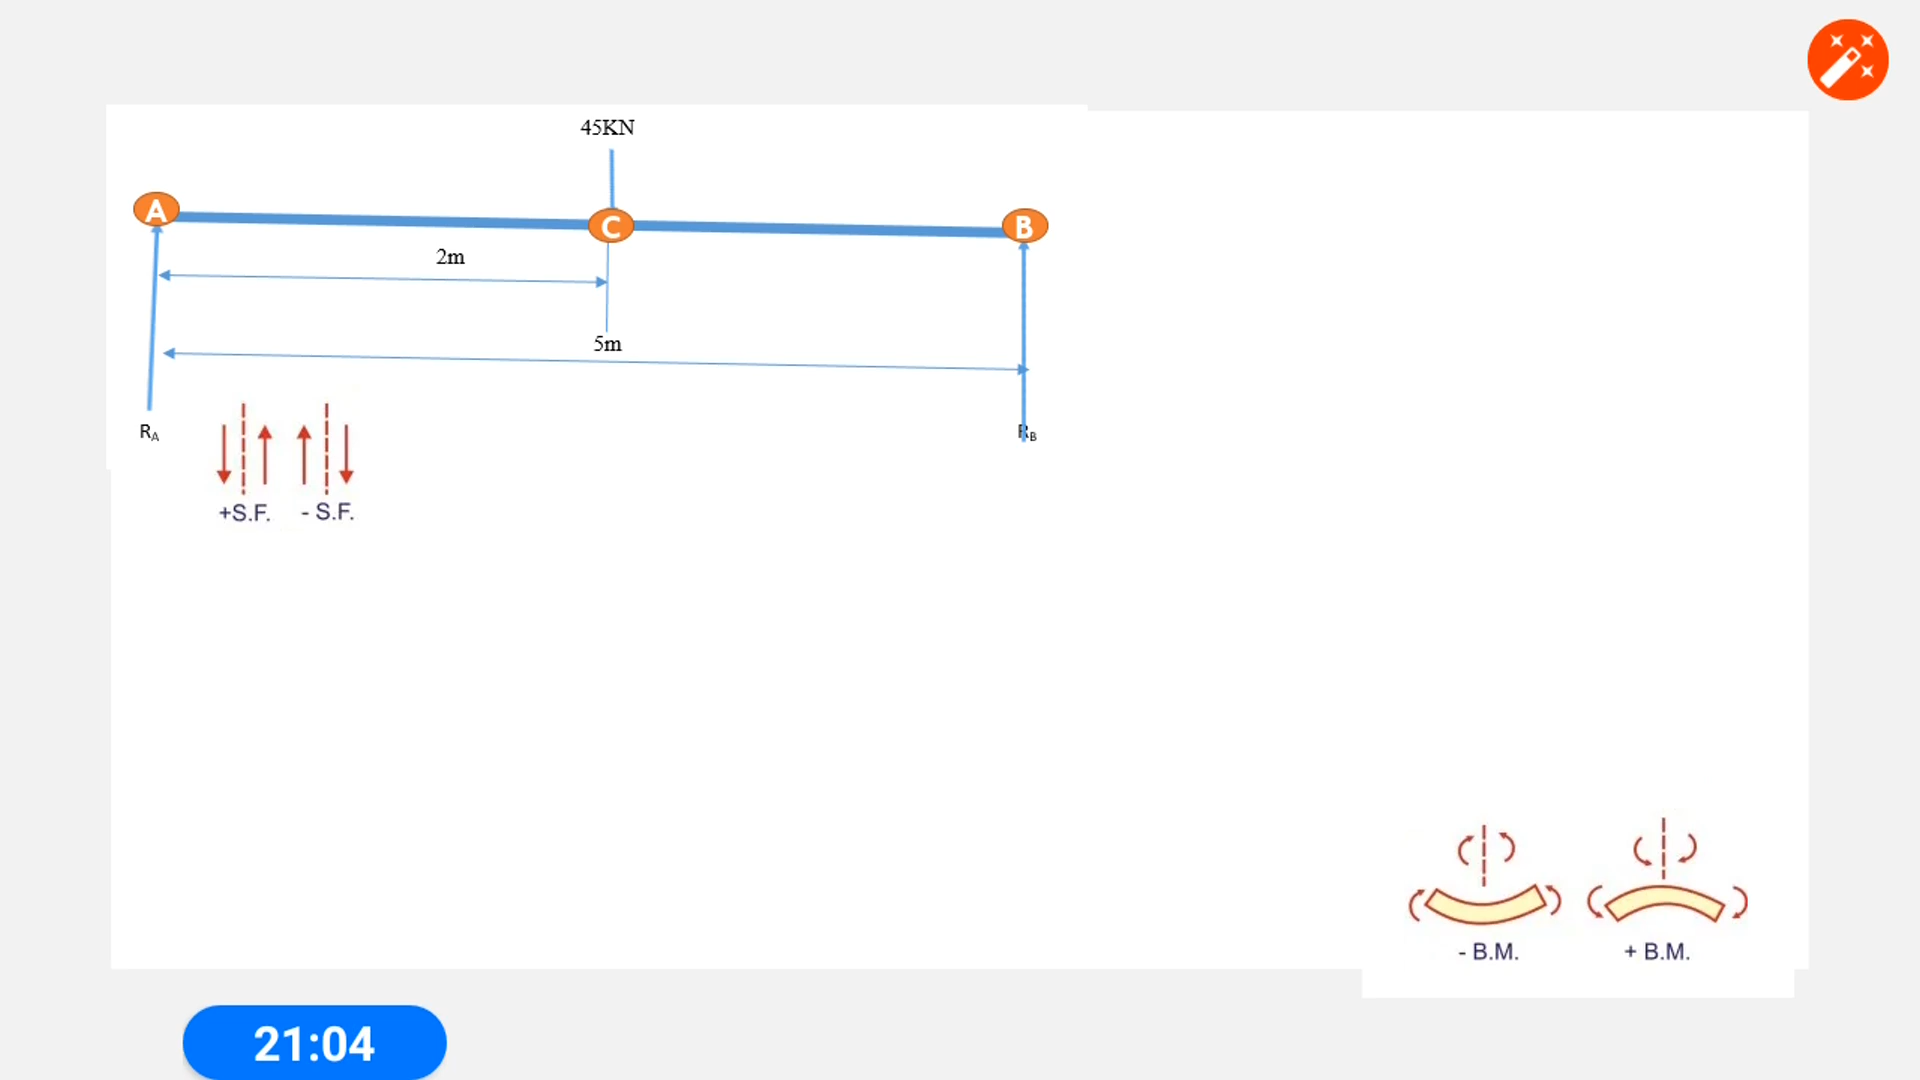 45KN
A
C
B
2m
5m
RA
RB
+S.F.
- S.F.
- B.M.
+ B.M.
21:04